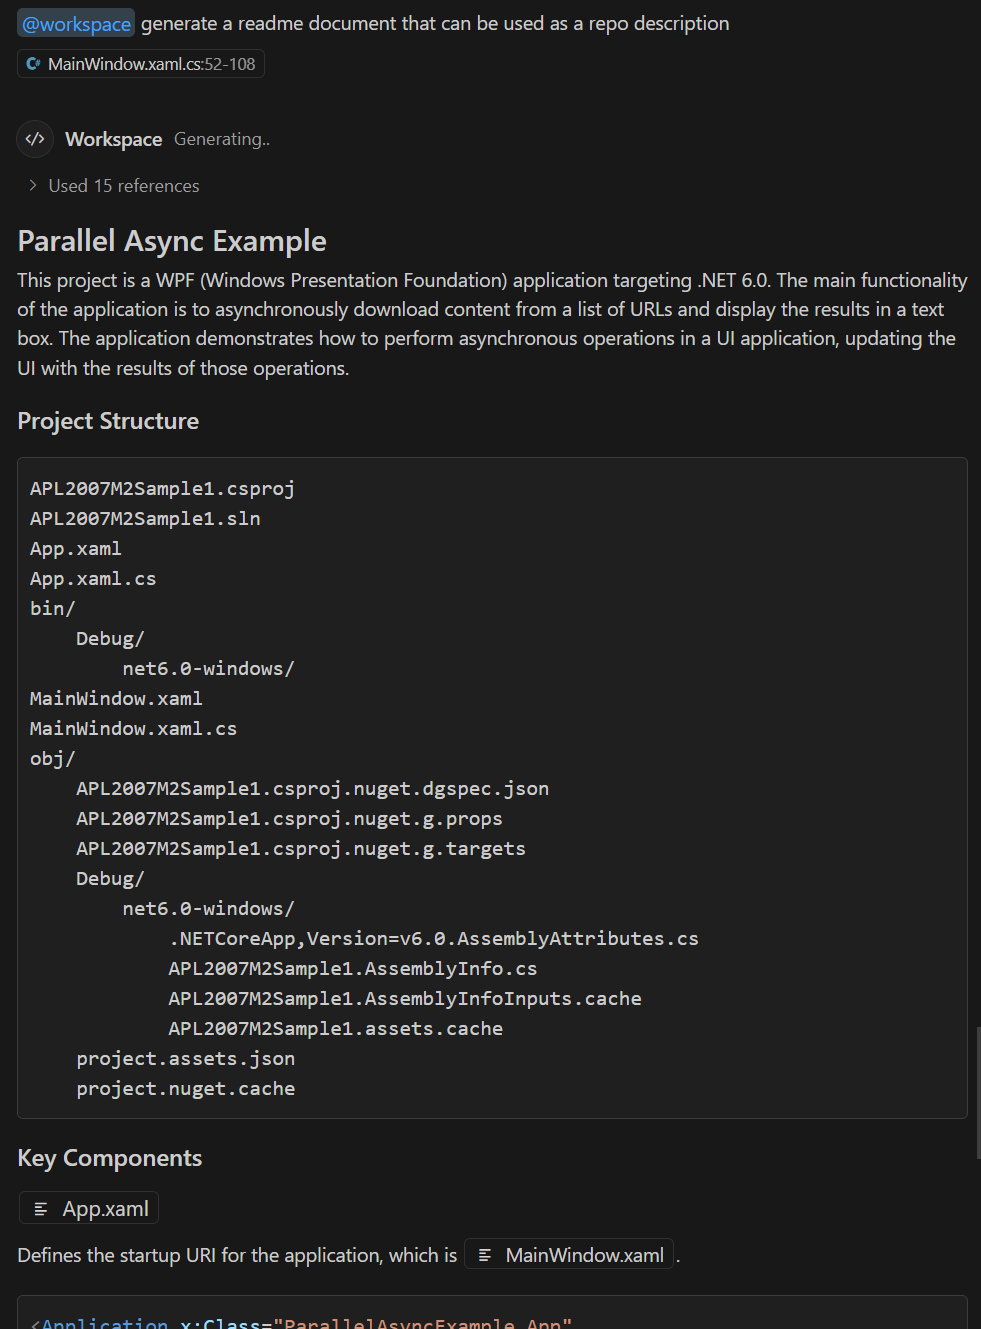 @workspace generate a readme document that can be used as a repo description
C# MainWindow.xaml.cs:52-108
</> Workspace Generating..
> Used 15 references
Parallel Async Example
This project is a WPF (Windows Presentation Foundation) application targeting .NET 6.0. The main functionality
of the application is to asynchronously download content from a list of URLs and display the results in a text
box. The application demonstrates how to perform asynchronous operations in a UI application, updating the
UI with the results of those operations.
Project Structure
APL2007M2Sample1.csproj
APL2007M2Sample1.sln
App.xaml
App.xaml.cs
bin/
    Debug/
        net6.0-windows/
MainWindow.xaml
MainWindow.xaml.cs
obj/
    APL2007M2Sample1.csproj.nuget.dgspec.json
    APL2007M2Sample1.csproj.nuget.g.props
    APL2007M2Sample1.csproj.nuget.g.targets
    Debug/
        net6.0-windows/
            .NETCoreApp,Version=v6.0.AssemblyAttributes.cs
            APL2007M2Sample1.AssemblyInfo.cs
            APL2007M2Sample1.AssemblyInfoInputs.cache
            APL2007M2Sample1.assets.cache
    project.assets.json
    project.nuget.cache
Key Components
App.xaml
Defines the startup URI for the application, which is MainWindow.xaml .
<Application x:Class="ParallelAsyncExample.App"